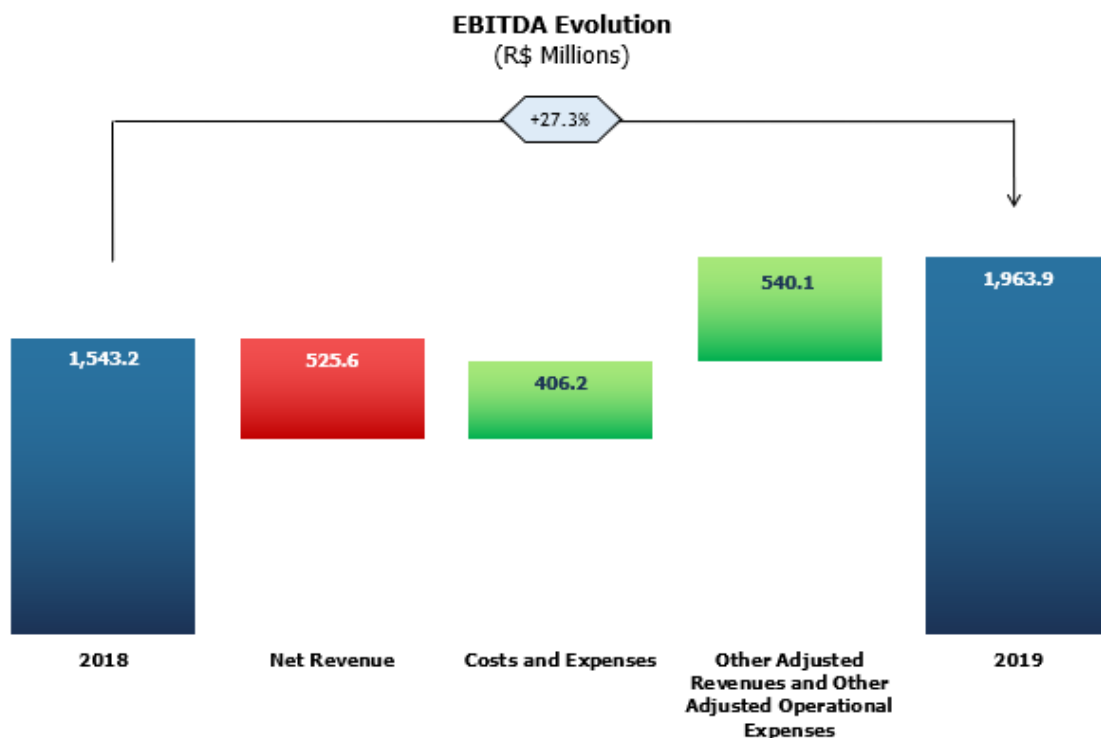 EBITDA Evolution
(R$ Millions)
+27.3%
1,543.2
525.6
406.2
540.1
1,963.9
2018
Net Revenue
Costs and Expenses
Other Adjusted
Revenues and Other
Adjusted Operational
Expenses
2019